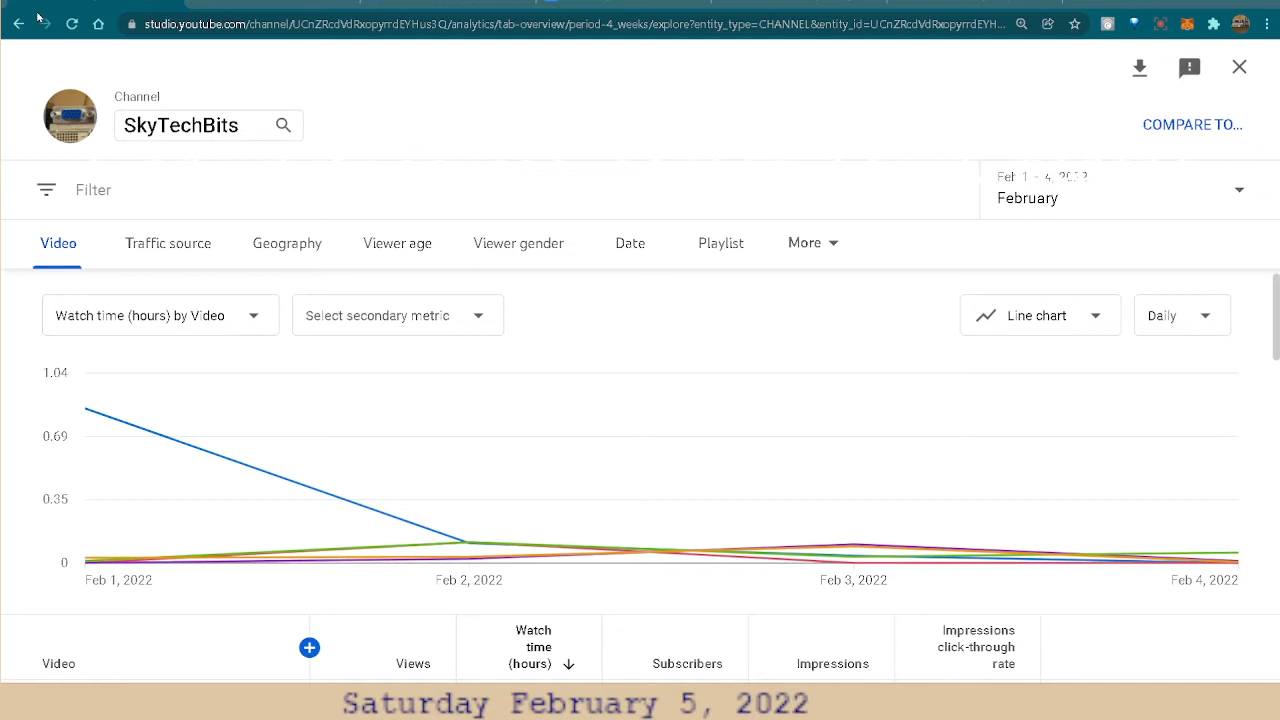 studio.youtube.com/channel/UCnZRcdVdRxopyrrdEYHus3Q/analytics/tab-overview/period-4_weeks/explore?entity_type=CHANNEL&entity_id=UCnZRcdVdRxopyrrdEYH...
Channel
SkyTechBits
COMPARE TO...
Filter
Feb 1 – 4, 2022
February
Video Traffic source Geography Viewer age Viewer gender Date Playlist More
Watch time (hours) by Video Select secondary metric Line chart Daily
1.04
0.69
0.35
0
Feb 1, 2022 Feb 2, 2022 Feb 3, 2022 Feb 4, 2022
Video Views Watch time (hours) Subscribers Impressions Impressions click-through rate
Saturday February 5, 2022